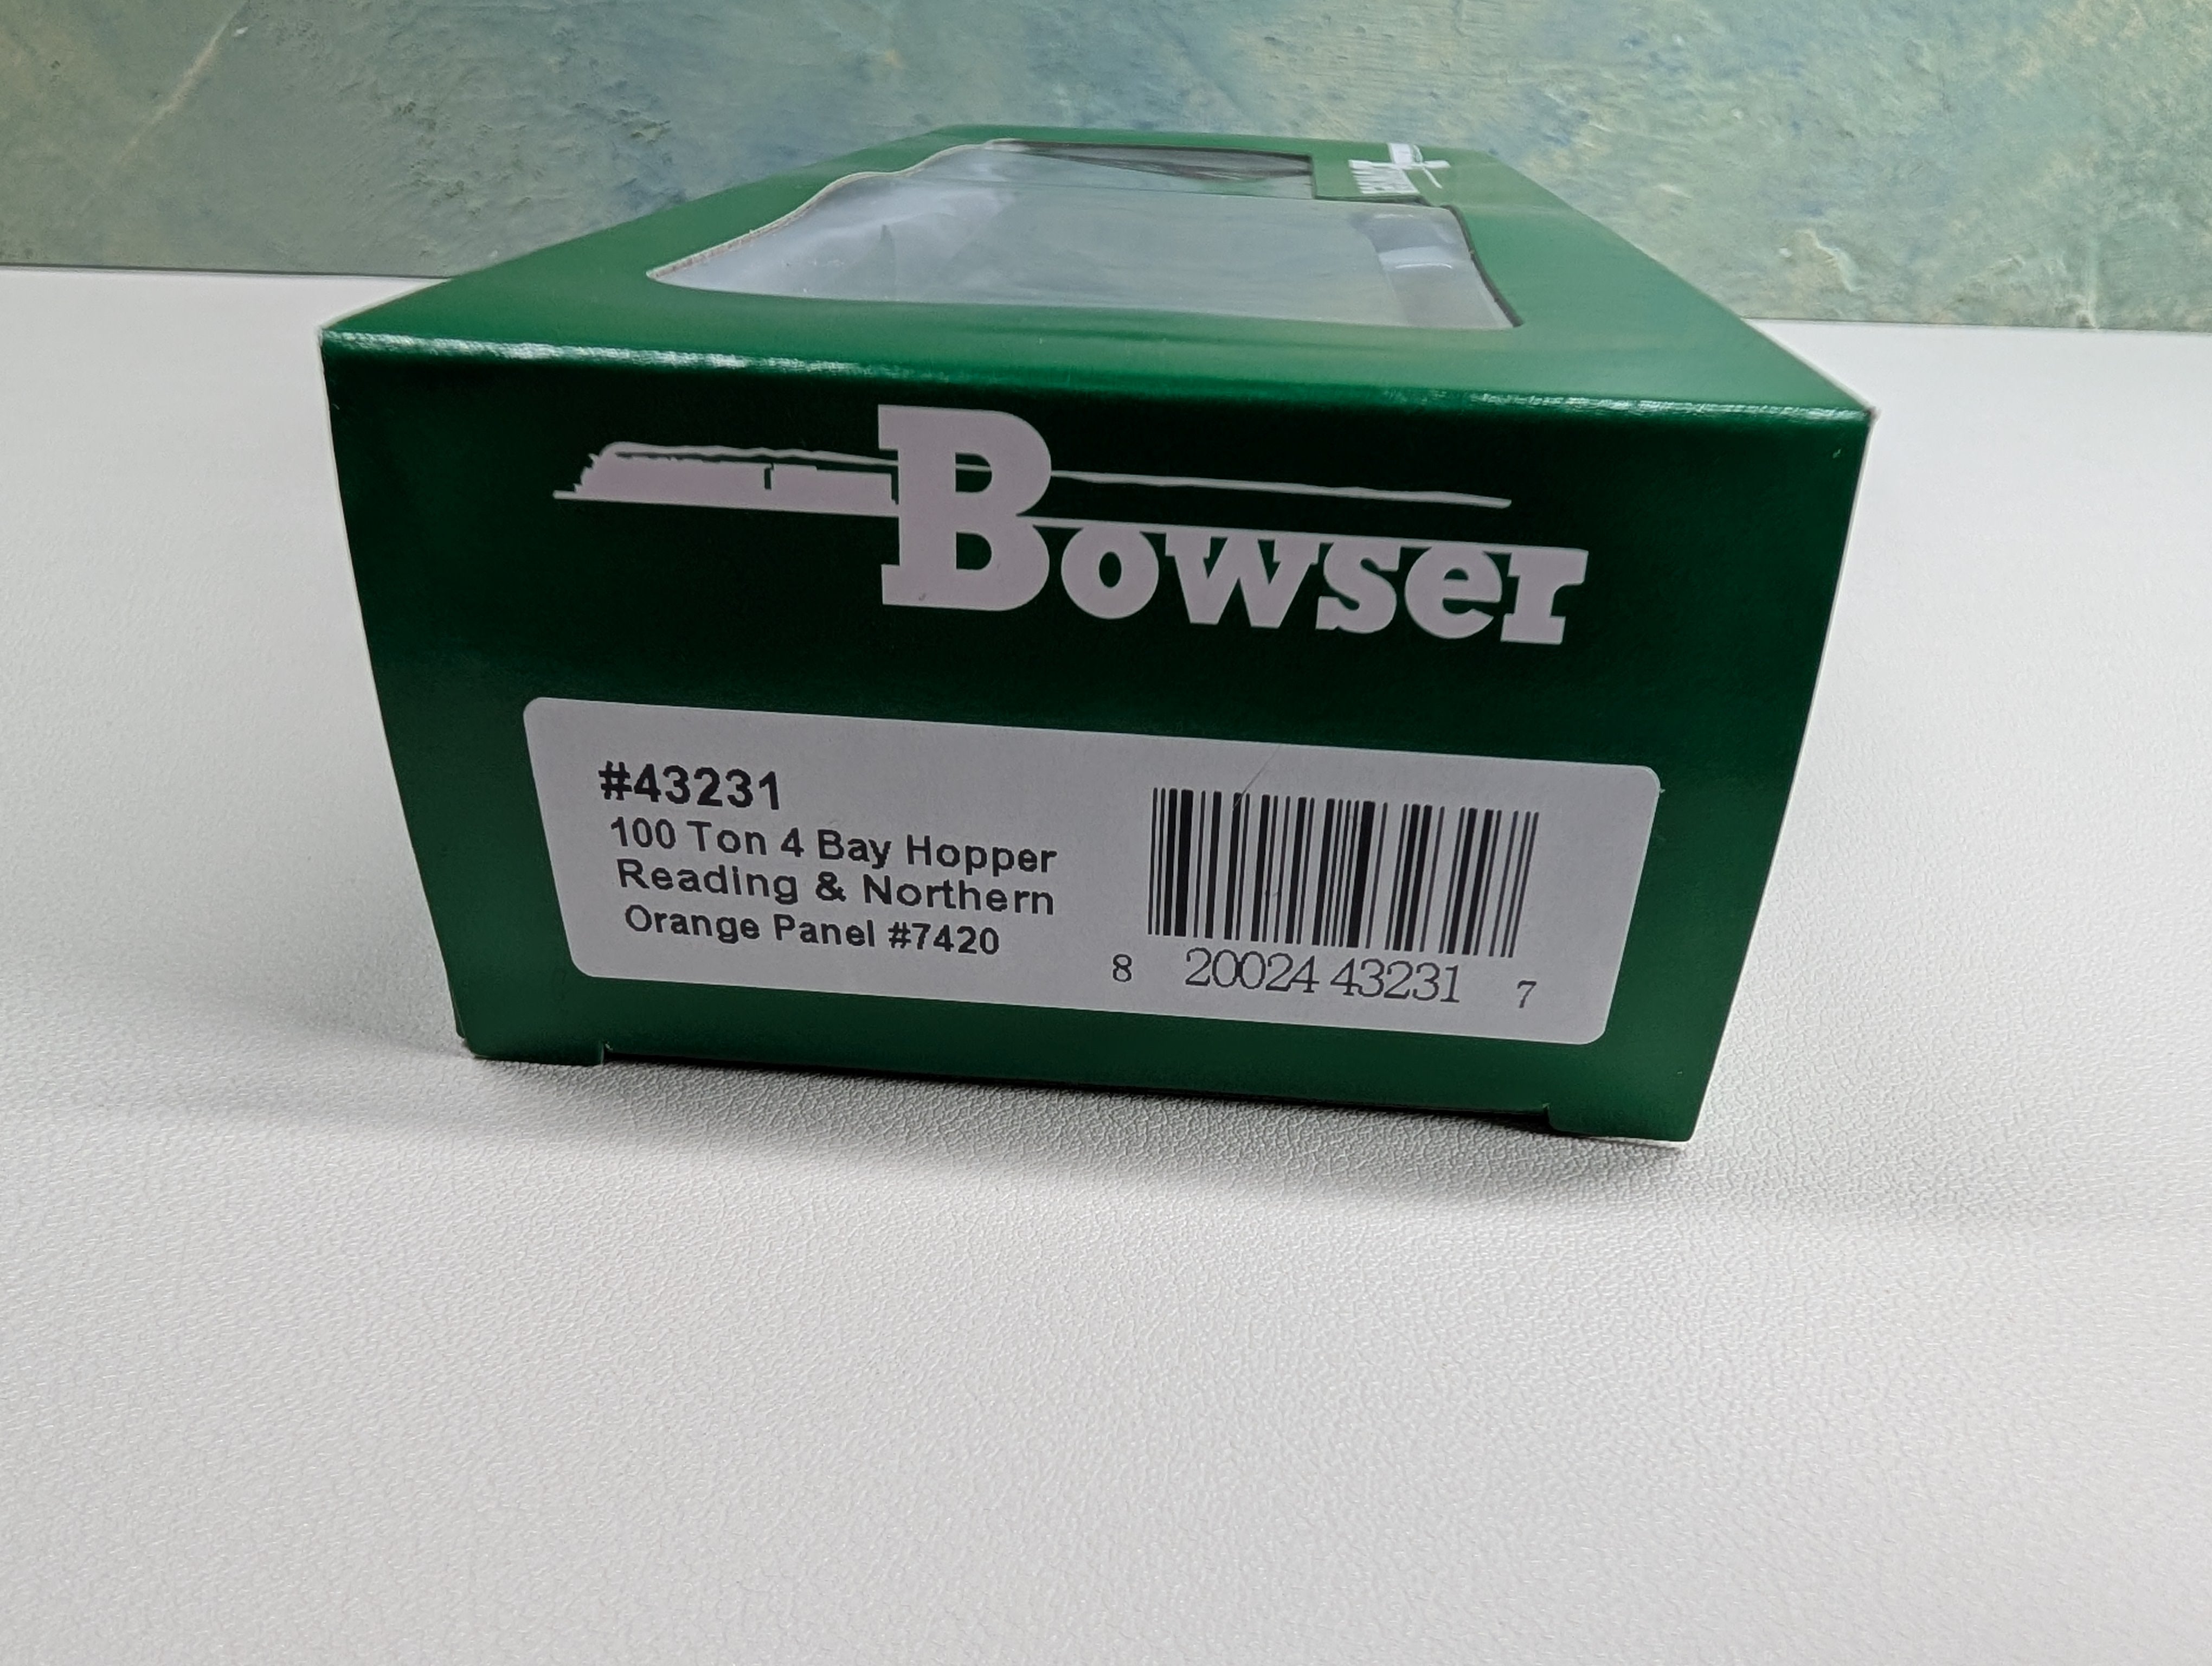 Bowser
#43231
100 Ton 4 Bay Hopper
Reading & Northern
Orange Panel #7420
8 20024 43231 7